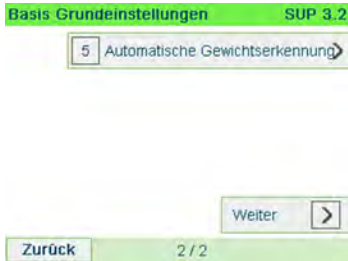 Basis Grundeinstellungen SUP 3.2
5 Automatische Gewichtserkennung
Weiter
Zurück 2 / 2